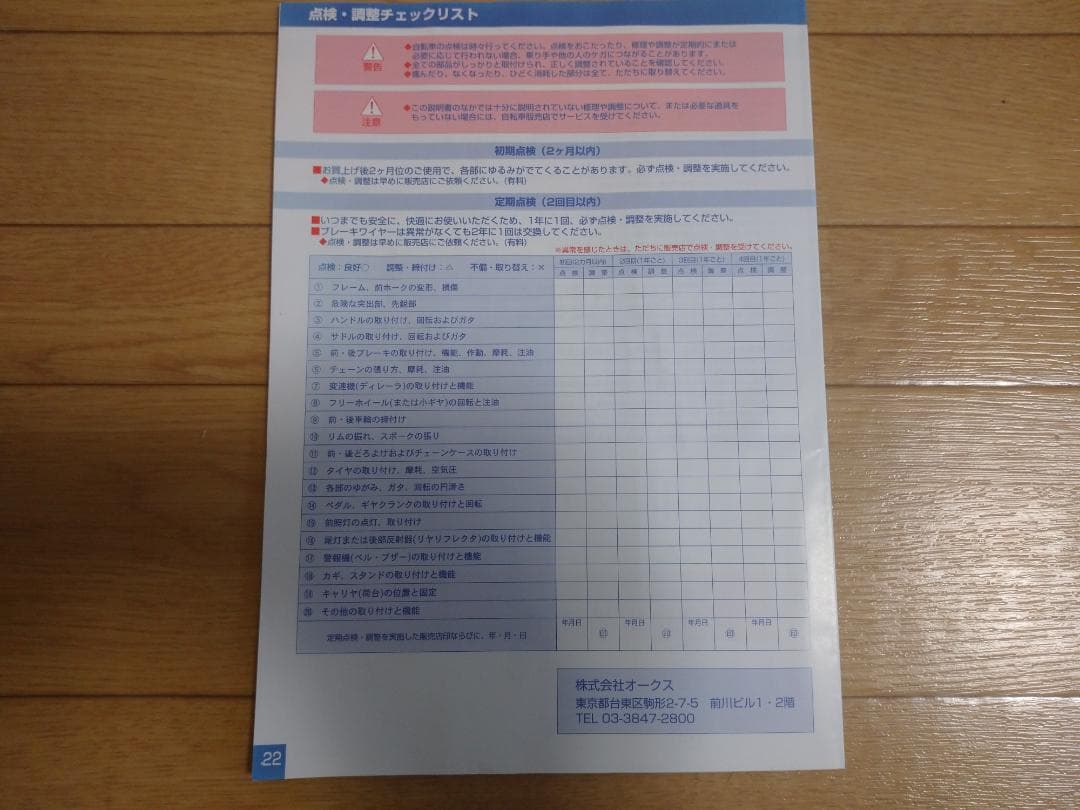 点検・調整チェックリスト
警告
◆自転車の点検は時々行ってください。点検をおこたったり、修理や調整が定期的にまたは
必要に応じて行われない場合、乗り手や他の人のケガにつながることがあります。
◆全ての部品がしっかりと取付けられ、正しく調整されていることを確認してください。
◆傷んだり、なくなったり、ひどく消耗した部分は全て、ただちに取り替えてください。
注意
◆この説明書のなかでは十分に説明されていない修理や調整について、または必要な道具を
もっていない場合には、自転車販売店でサービスを受けてください。
初期点検（2ヶ月以内）
■お買上げ後2ヶ月位のご使用で、各部にゆるみがでてくることがあります。必ず点検・調整を実施してください。
◆点検・調整は早めに販売店にご依頼ください。(有料)
定期点検（2回目以内）
■いつまでも安全に、快適にお使いいただくため、1年に1回、必ず点検・調整を実施してください。
■ブレーキワイヤーは異常がなくても2年に1回は交換してください。
◆点検・調整は早めに販売店にご依頼ください。(有料)
※異常を感じたときは、ただちに販売店で点検・調整を受けてください。
点検：良好○ 調整・締付け：△ 不備・取り替え：×
初回(2カ月以内) 2回目(1年ごと) 3回目(1年ごと) 4回目(1年ごと)
点検 調整 点検 調整 点検 調整 点検 調整
① フレーム、前ホークの変形、損傷
② 危険な突出部、先鋭部
③ ハンドルの取り付け、回転およびガタ
④ サドルの取り付け、回転およびガタ
⑤ 前・後ブレーキの取り付け、機能、作動、摩耗、注油
⑥ チェーンの張り方、摩耗、注油
⑦ 変速機(ディレーラ)の取り付けと機能
⑧ フリーホイール(または小ギヤ)の回転と注油
⑨ 前・後車輪の締付け
⑩ リムの振れ、スポークの張り
⑪ 前・後どろよけおよびチェーンケースの取り付け
⑫ タイヤの取り付け、摩耗、空気圧
⑬ 各部のゆがみ、ガタ、回転の円滑さ
⑭ ペダル、ギヤクランクの取り付けと回転
⑮ 前照灯の点灯、取り付け
⑯ 尾灯または後部反射器(リヤリフレクタ)の取り付けと機能
⑰ 警報機(ベル・ブザー)の取り付けと機能
⑱ カギ、スタンドの取り付けと機能
⑲ キャリヤ(荷台)の位置と固定
⑳ その他の取り付けと機能
定期点検・調整を実施した販売店印ならびに、年・月・日
年月日 ㊞ 年月日 ㊞ 年月日 ㊞ 年月日 ㊞
株式会社オークス
東京都台東区駒形2-7-5 前川ビル1・2階
TEL 03-3847-2800
22